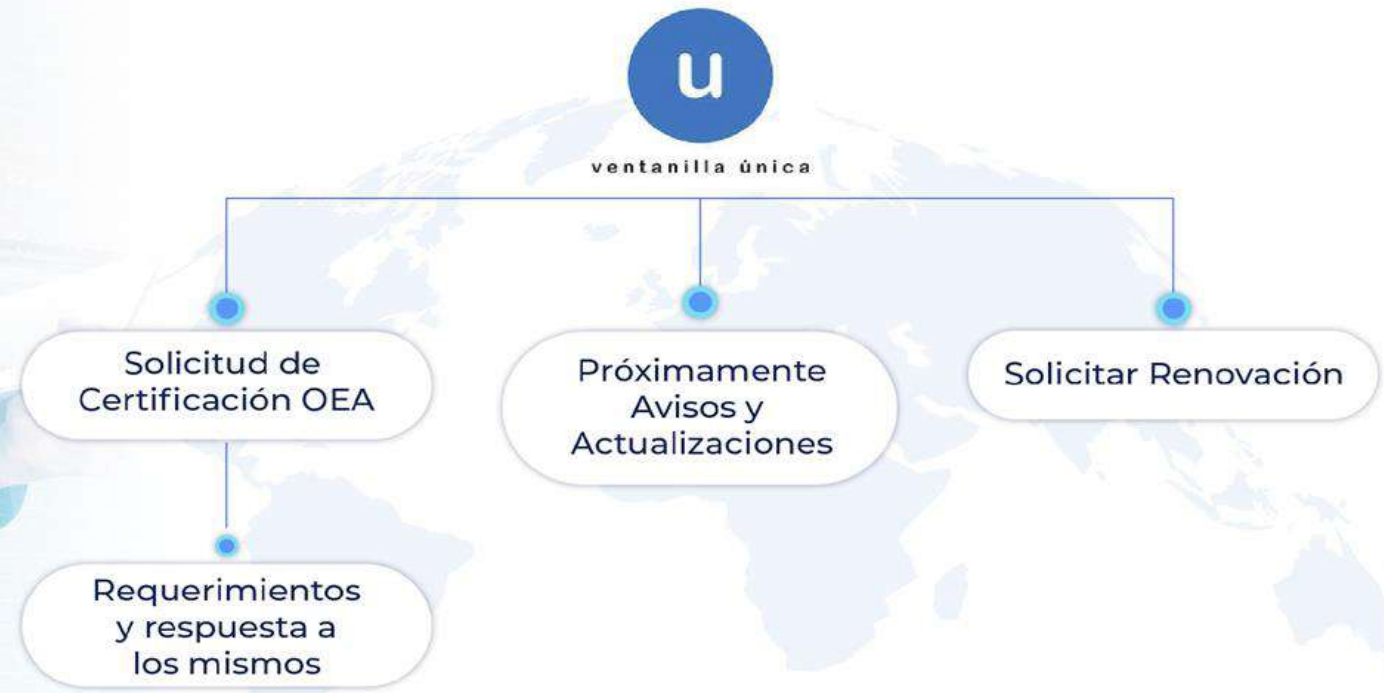 u
ventanilla única
Solicitud de
Certificación OEA
Próximamente
Avisos y
Actualizaciones
Solicitar Renovación
Requerimientos
y respuesta a
los mismos